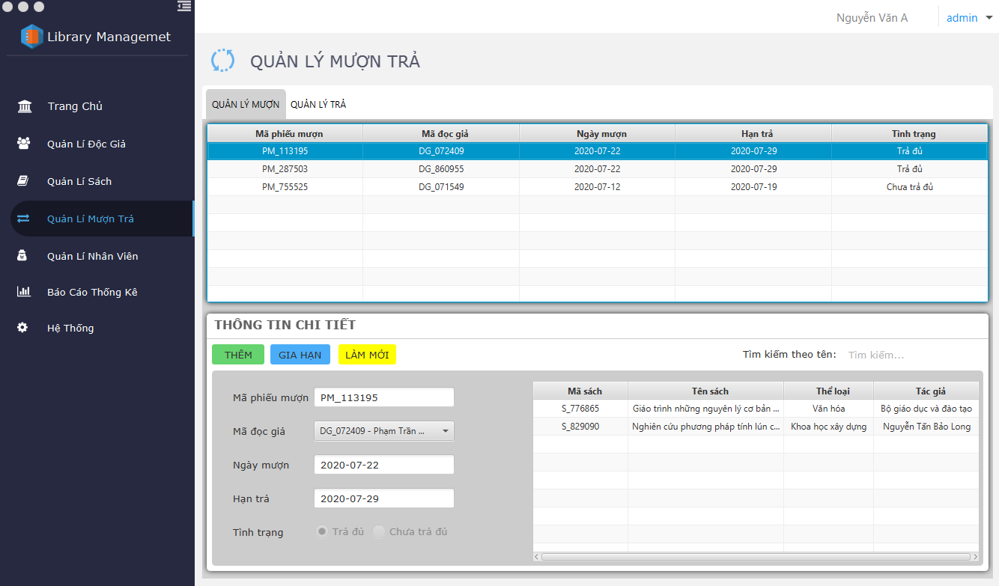 Library Managemet
Nguyễn Văn A
admin
Trang Chủ
Quản Lí Độc Giả
Quản Lí Sách
Quản Lí Mượn Trả
Quản Lí Nhân Viên
Báo Cáo Thống Kê
Hệ Thống
QUẢN LÝ MƯỢN TRẢ
QUẢN LÝ MƯỢN QUẢN LÝ TRẢ
Mã phiếu mượn Mã đọc giả Ngày mượn Hạn trả Tình trạng
PM_113195 DG_072409 2020-07-22 2020-07-29 Trả đủ
PM_287503 DG_860955 2020-07-22 2020-07-29 Trả đủ
PM_755525 DG_071549 2020-07-12 2020-07-19 Chưa trả đủ
THÔNG TIN CHI TIẾT
THÊM GIA HẠN LÀM MỚI Tìm kiếm theo tên: Tìm kiếm...
Mã phiếu mượn PM_113195
Mã đọc giả DG_072409 - Phạm Trần ...
Ngày mượn 2020-07-22
Hạn trả 2020-07-29
Tình trạng Trả đủ Chưa trả đủ
Mã sách Tên sách Thể loại Tác giả
S_776865 Giáo trình những nguyên lý cơ bản ... Văn hóa Bộ giáo dục và đào tạo
S_829090 Nghiên cứu phương pháp tính lún c... Khoa học xây dựng Nguyễn Tấn Bảo Long